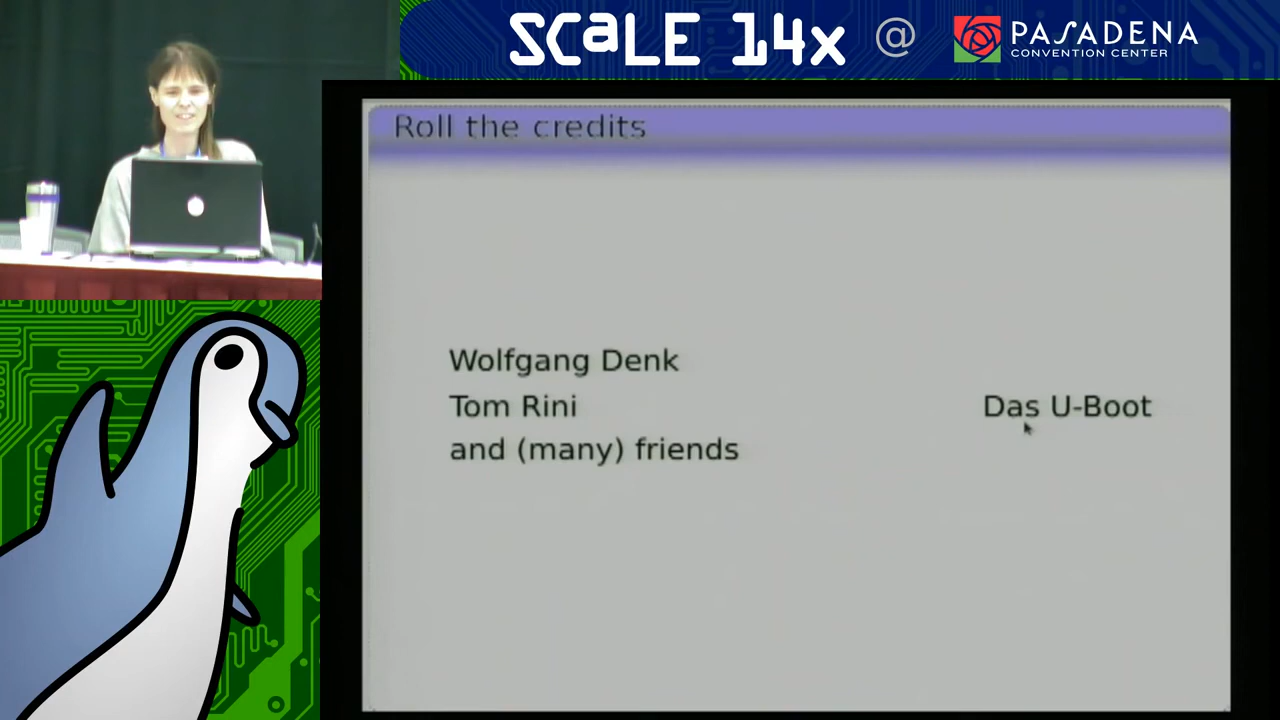 SCaLE 14x @ PASADENA
CONVENTION CENTER
Roll the credits
Wolfgang Denk
Tom Rini
and (many) friends
Das U-Boot